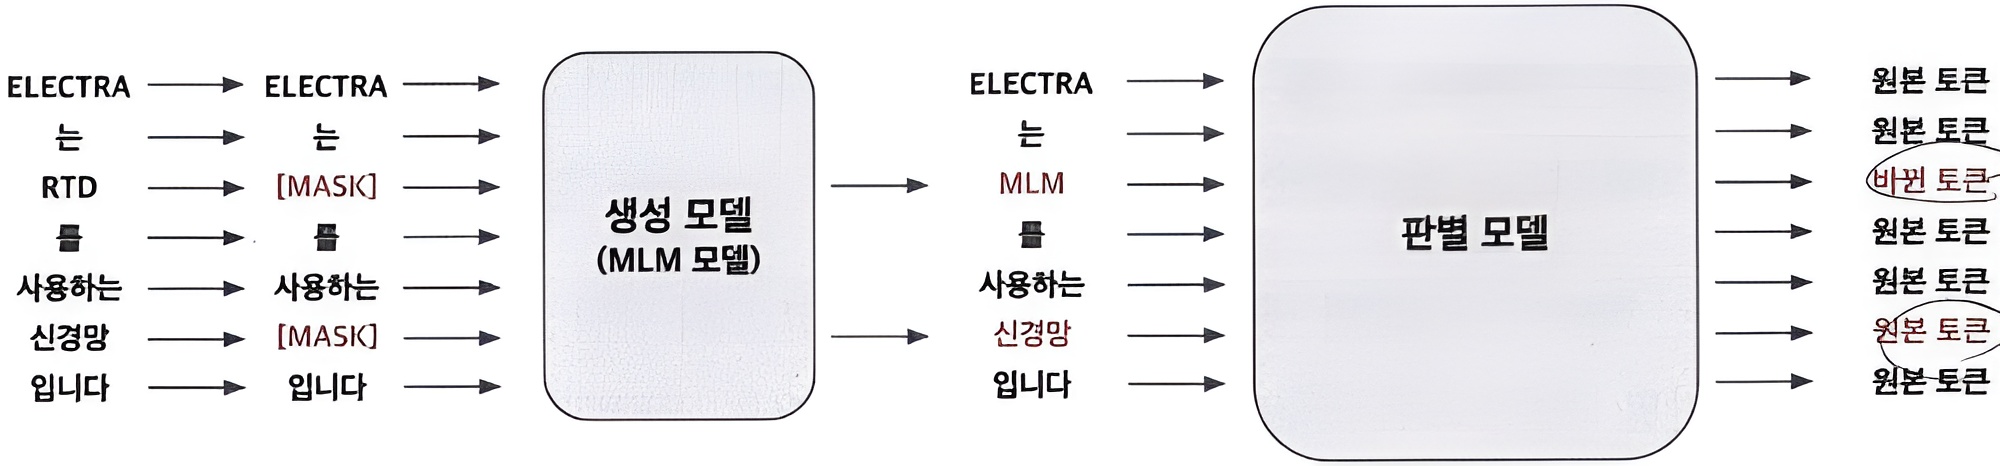 ELECTRA ELECTRA ELECTRA 원본 토큰
는 는 는 원본 토큰
RTD [MASK] MLM 바뀐 토큰
를 를 를 원본 토큰
사용하는 사용하는 사용하는 원본 토큰
신경망 [MASK] 신경망 원본 토큰
입니다 입니다 입니다 원본 토큰
생성 모델
(MLM 모델)
판별 모델